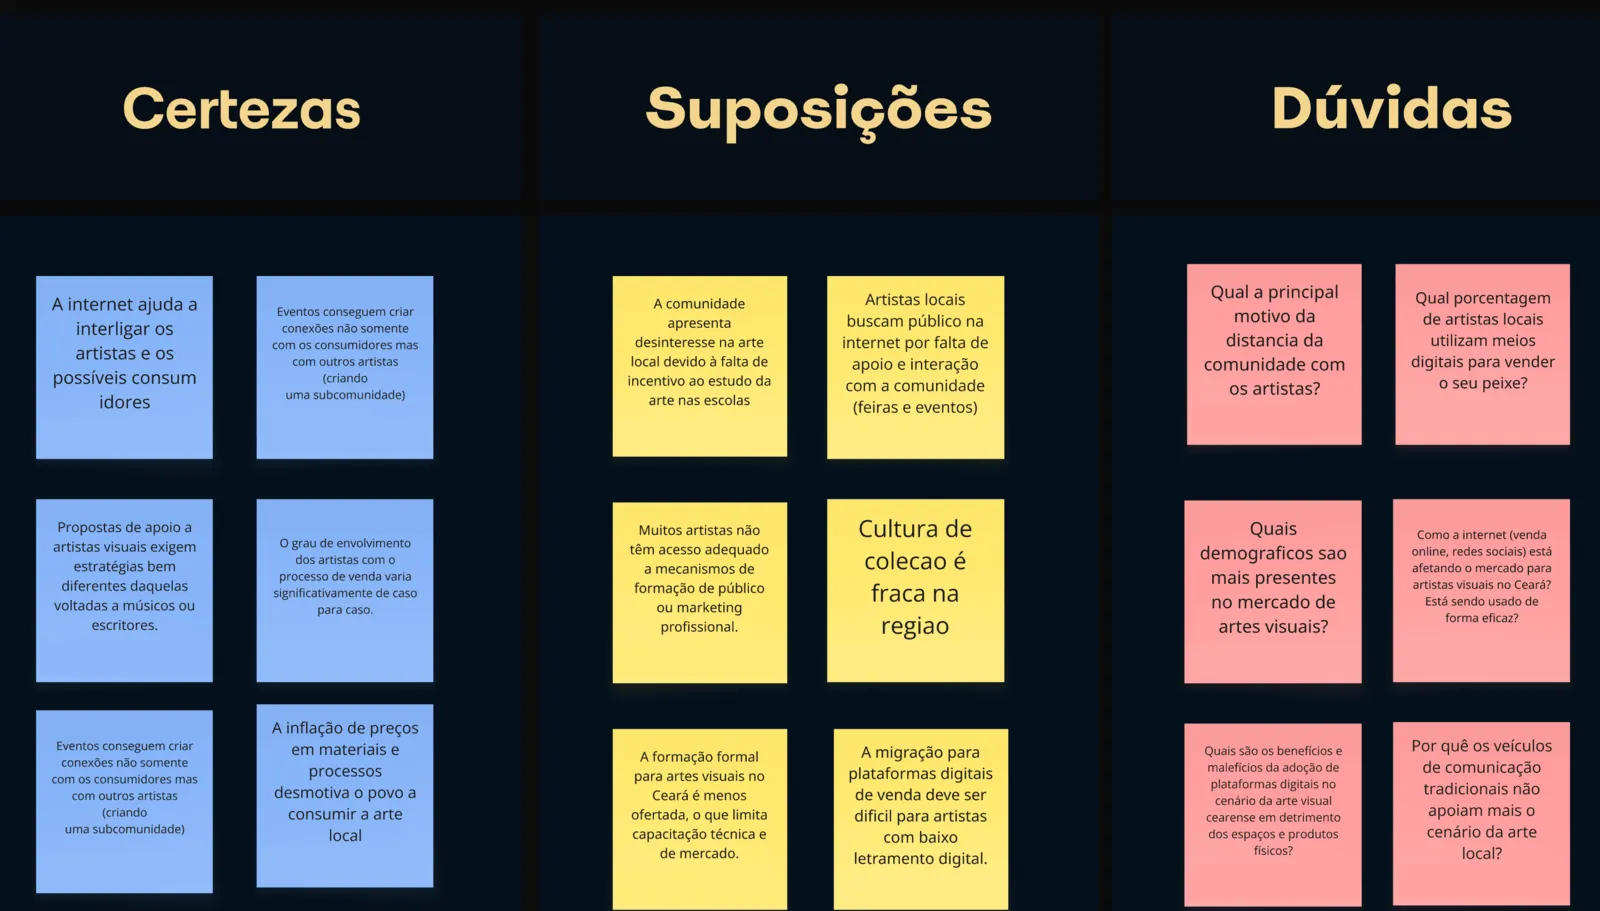 Certezas
Suposições
Dúvidas
A internet ajuda a
interligar os
artistas e os
possíveis consum
idores
Eventos conseguem criar
conexões não somente
com os consumidores mas
com outros artistas
(criando
uma subcomunidade)
Propostas de apoio a
artistas visuais exigem
estratégias bem
diferentes daquelas
voltadas a músicos ou
escritores.
O grau de envolvimento
dos artistas com o
processo de venda varia
significativamente de caso
para caso.
Eventos conseguem criar
conexões não somente
com os consumidores mas
com outros artistas
(criando
uma subcomunidade)
A inflação de preços
em materiais e
processos
desmotiva o povo a
consumir a arte
local
A comunidade
apresenta
desinteresse na arte
local devido à falta de
incentivo ao estudo da
arte nas escolas
Artistas locais
buscam público na
internet por falta de
apoio e interação
com a comunidade
(feiras e eventos)
Muitos artistas não
têm acesso adequado
a mecanismos de
formação de público
ou marketing
profissional.
Cultura de
colecao é
fraca na
regiao
A formação formal
para artes visuais no
Ceará é menos
ofertada, o que limita
capacitação técnica e
de mercado.
A migração para
plataformas digitais
de venda deve ser
dificil para artistas
com baixo
letramento digital.
Qual a principal
motivo da
distancia da
comunidade com
os artistas?
Qual porcentagem
de artistas locais
utilizam meios
digitais para vender
o seu peixe?
Quais
demograficos sao
mais presentes
no mercado de
artes visuais?
Como a internet (venda
online, redes sociais) está
afetando o mercado para
artistas visuais no Ceará?
Está sendo usado de
forma eficaz?
Quais são os benefícios e
malefícios da adoção de
plataformas digitais no
cenário da arte visual
cearense em detrimento
dos espaços e produtos
físicos?
Por quê os veículos
de comunicação
tradicionais não
apoiam mais o
cenário da arte
local?